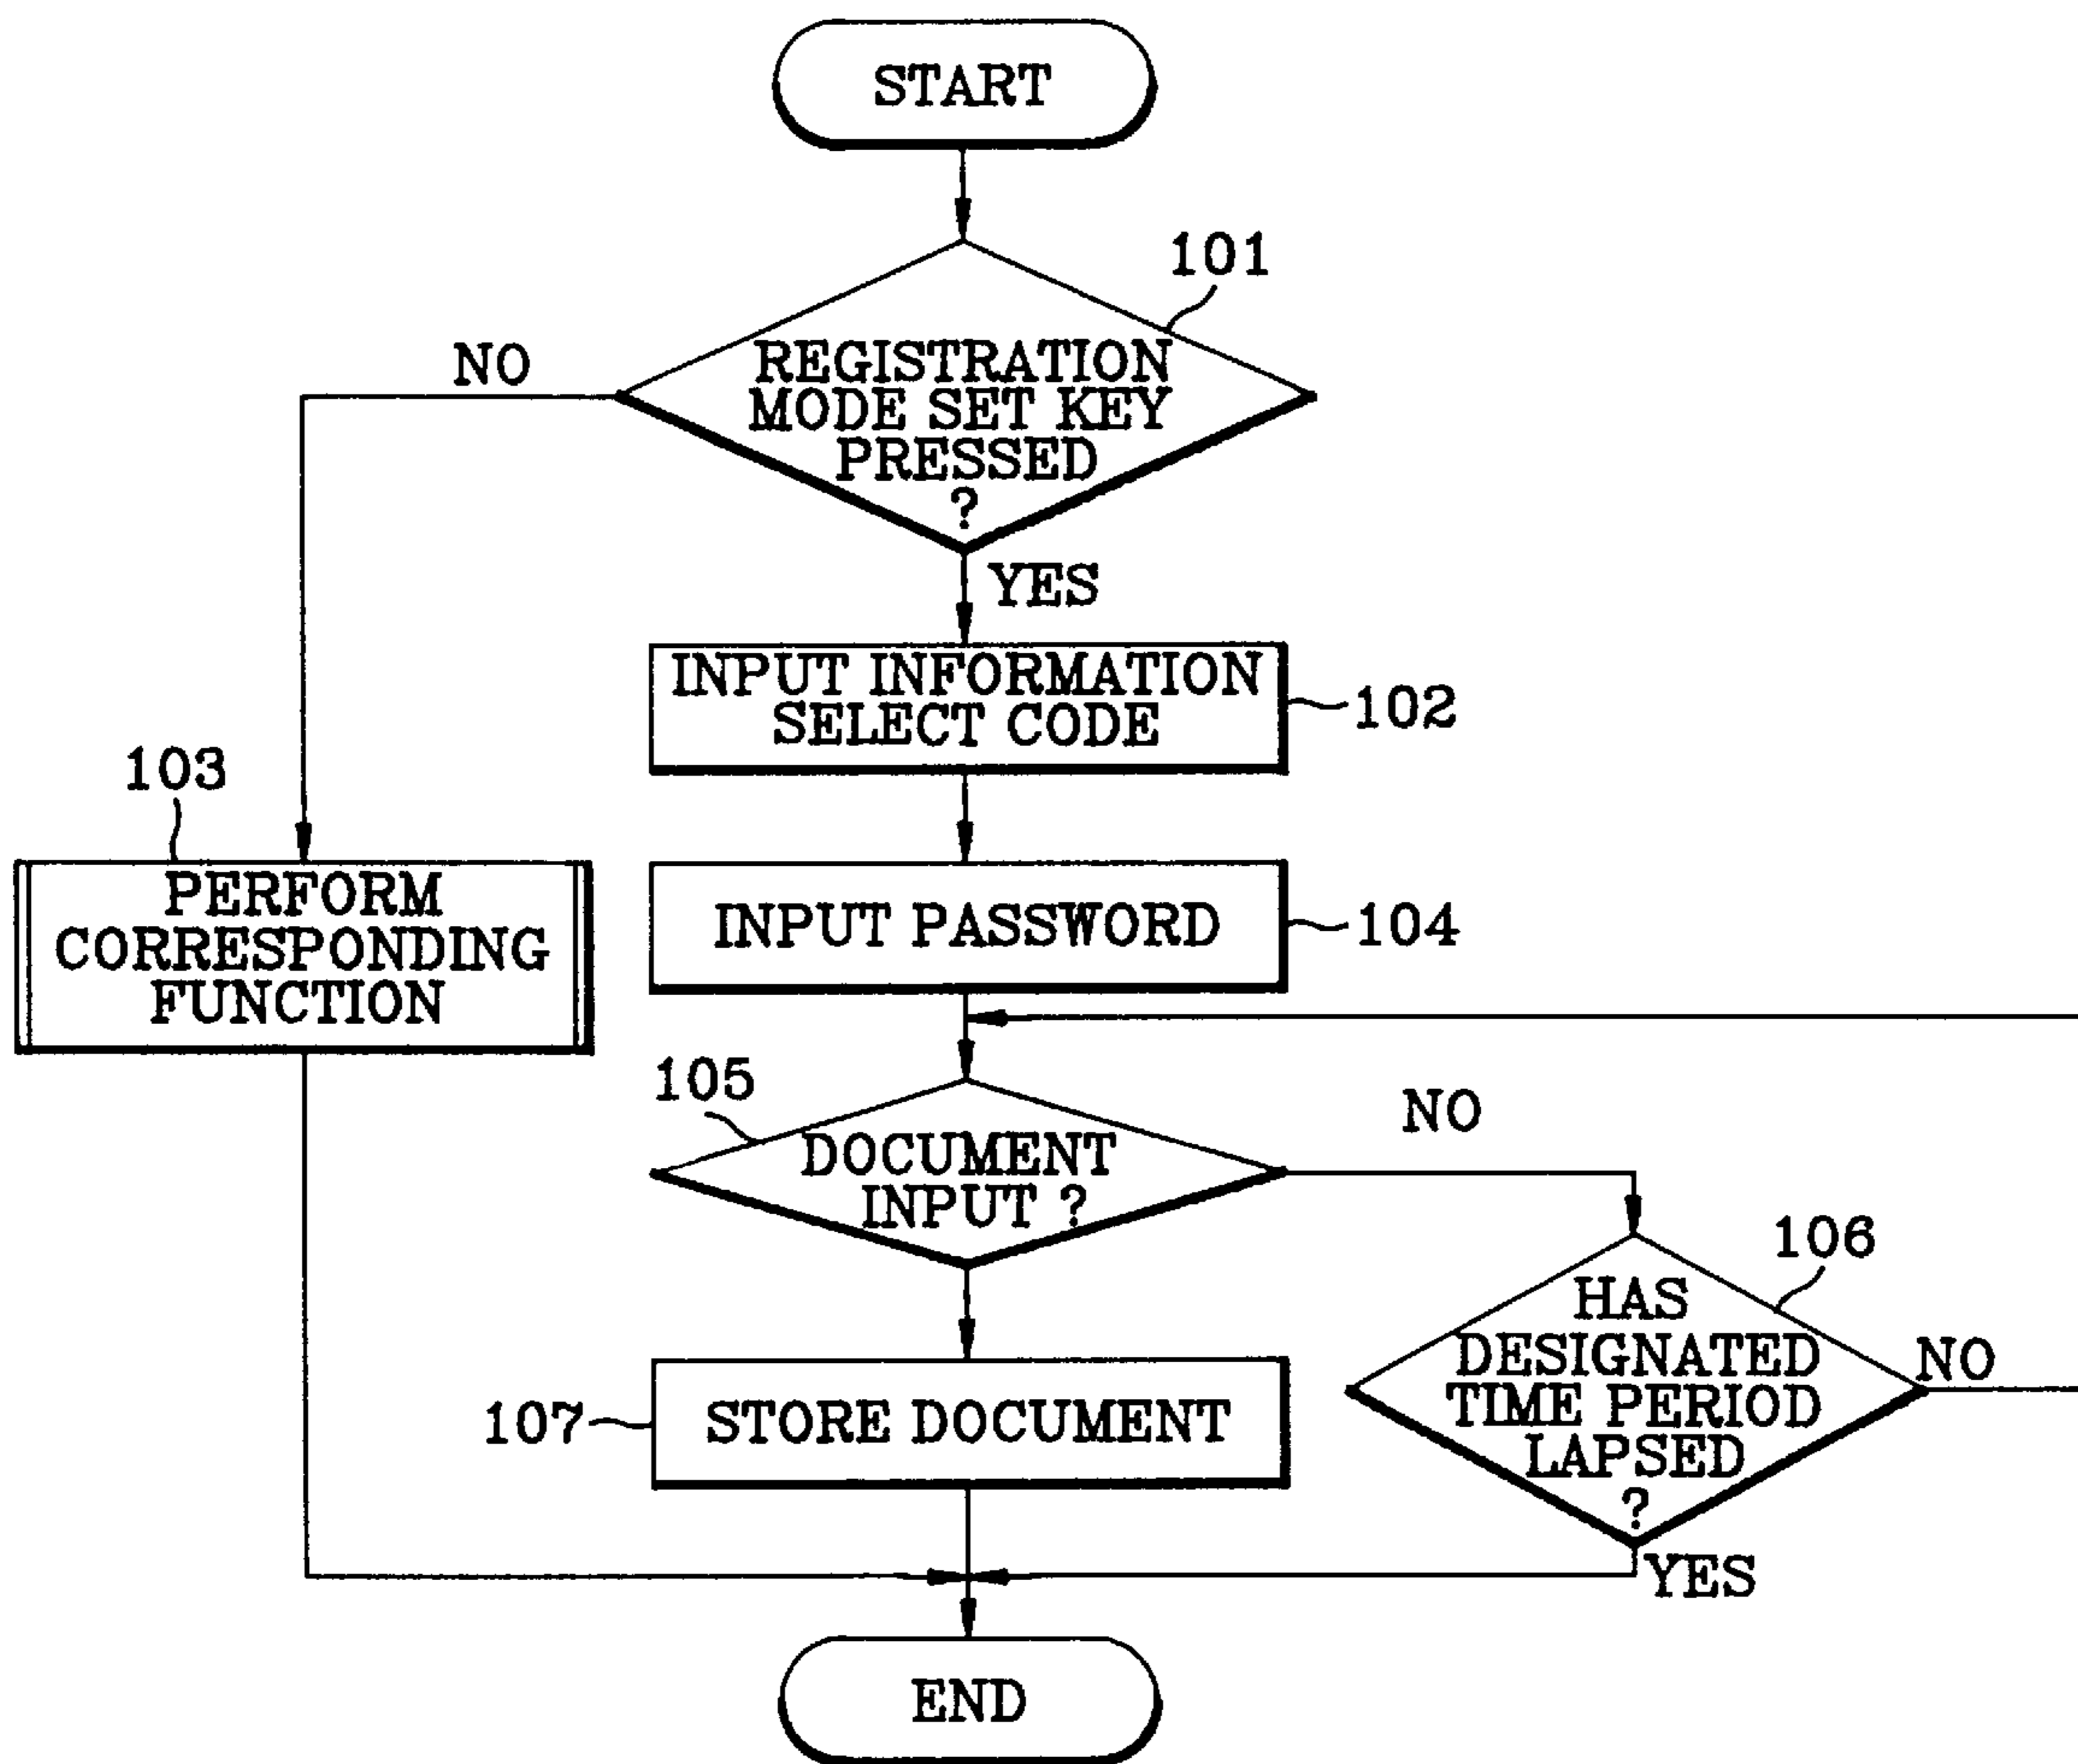 START
101
REGISTRATION
MODE SET KEY
PRESSED
?
NO
YES
INPUT INFORMATION
SELECT CODE
102
103
PERFORM
CORRESPONDING
FUNCTION
INPUT PASSWORD
104
105
DOCUMENT
INPUT ?
NO
106
HAS
DESIGNATED
TIME PERIOD
LAPSED
?
NO
YES
107
STORE DOCUMENT
END